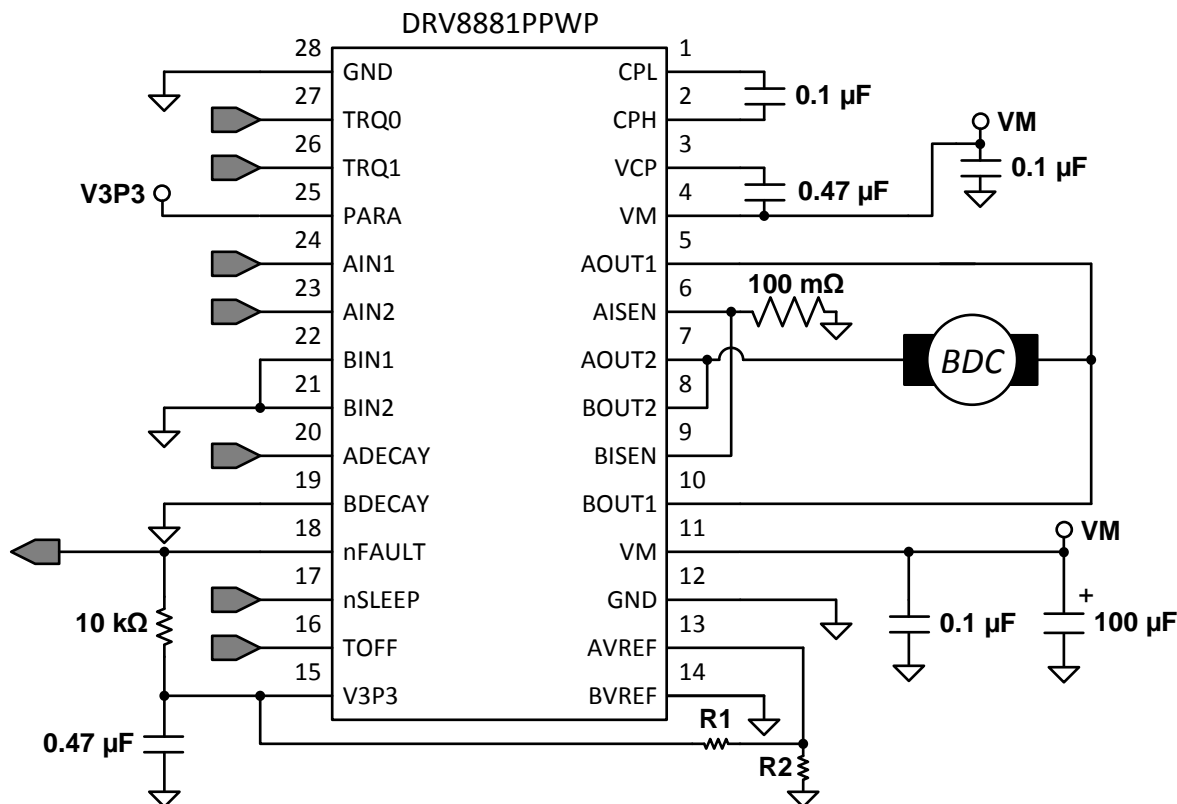 DRV8881PPWP
28 GND CPL 1
27 TRQ0 CPH 2
0.1 µF
26 TRQ1 VCP 3
VM
0.1 µF
0.47 µF
V3P3
25 PARA VM 4
24 AIN1 AOUT1 5
100 mΩ
23 AIN2 AISEN 6
22 BIN1 AOUT2 7
BDC
21 BIN2 BOUT2 8
20 ADECAY BISEN 9
19 BDECAY BOUT1 10
18 nFAULT VM 11
VM
17 nSLEEP GND 12
10 kΩ
0.1 µF
+
100 µF
16 TOFF AVREF 13
15 V3P3 BVREF 14
0.47 µF
R1
R2